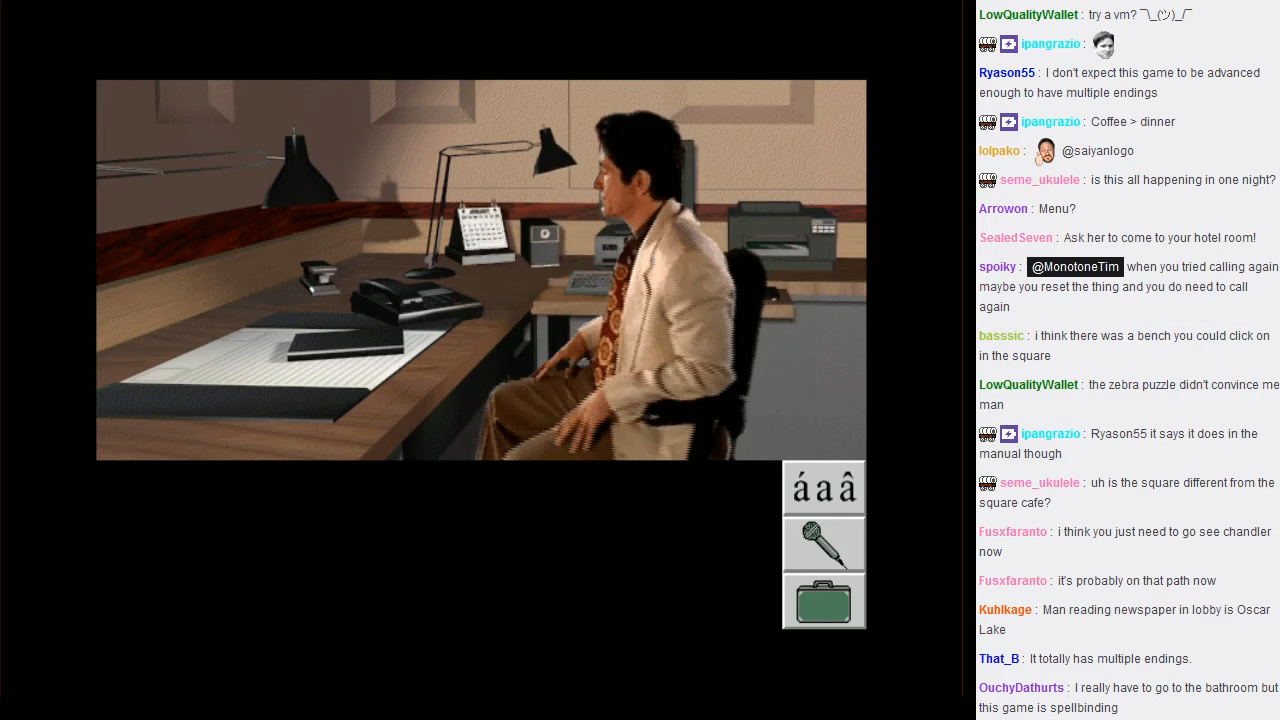 á a â
LowQualityWallet : try a vm? ¯\_(ツ)_/¯
ipangrazio :
Ryason55 : I don't expect this game to be advanced
enough to have multiple endings
ipangrazio : Coffee > dinner
lolpako : @saiyanlogo
seme_ukulele : is this all happening in one night?
Arrowon : Menu?
SealedSeven : Ask her to come to your hotel room!
spoiky : @MonotoneTim when you tried calling again
maybe you reset the thing and you do need to call
again
basssic : i think there was a bench you could click on
in the square
LowQualityWallet : the zebra puzzle didn't convince me
man
ipangrazio : Ryason55 it says it does in the
manual though
seme_ukulele : uh is the square different from the
square cafe?
Fusxfaranto : i think you just need to go see chandler
now
Fusxfaranto : it's probably on that path now
Kuhlkage : Man reading newspaper in lobby is Oscar
Lake
That_B : It totally has multiple endings.
OuchyDathurts : I really have to go to the bathroom but
this game is spellbinding